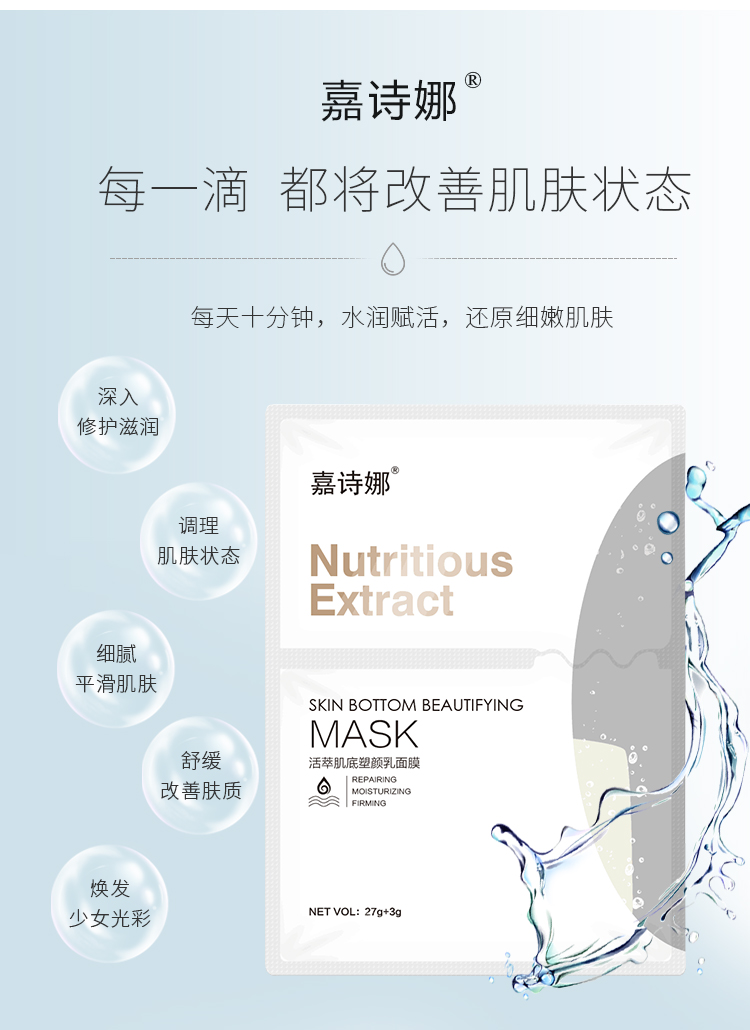 嘉诗娜®
每一滴 都将改善肌肤状态
每天十分钟，水润赋活，还原细嫩肌肤
深入
修护滋润
调理
肌肤状态
细腻
平滑肌肤
舒缓
改善肤质
焕发
少女光彩
嘉诗娜®
Nutritious
Extract
SKIN BOTTOM BEAUTIFYING
MASK
活萃肌底塑颜乳面膜
REPAIRING
MOISTURIZING
FIRMING
NET VOL：27g+3g